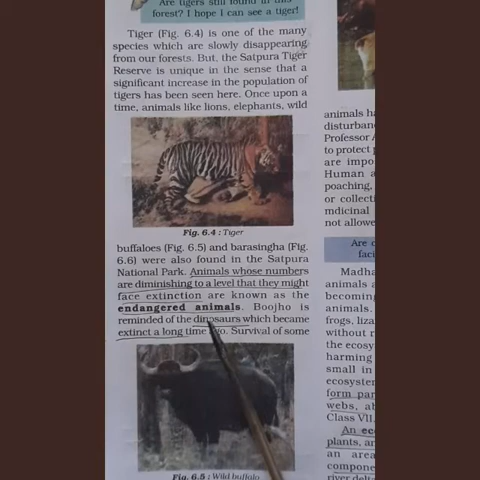 Are tigers still found in this
forest? I hope I can see a tiger!
Tiger (Fig. 6.4) is one of the many
species which are slowly disappearing
from our forests. But, the Satpura Tiger
Reserve is unique in the sense that a
significant increase in the population of
tigers has been seen here. Once upon a
time, animals like lions, elephants, wild
Fig. 6.4 : Tiger
buffaloes (Fig. 6.5) and barasingha (Fig.
6.6) were also found in the Satpura
National Park. Animals whose numbers
are diminishing to a level that they might
face extinction are known as the
endangered animals. Boojho is
reminded of the dinosaurs which became
extinct a long time ago. Survival of some
Fig. 6.5 : Wild buffalo
animals ha
disturban
Professor A
to protect
are impo
Human a
poaching,
or collect
mdicinal
not allowe
Are
faci
Madha
animals a
becoming
animals.
frogs, liza
without r
the ecosy
harming
small in
ecosystem
form par
webs, ab
Class VII.
An eco
plants, an
an area
compone
river delt